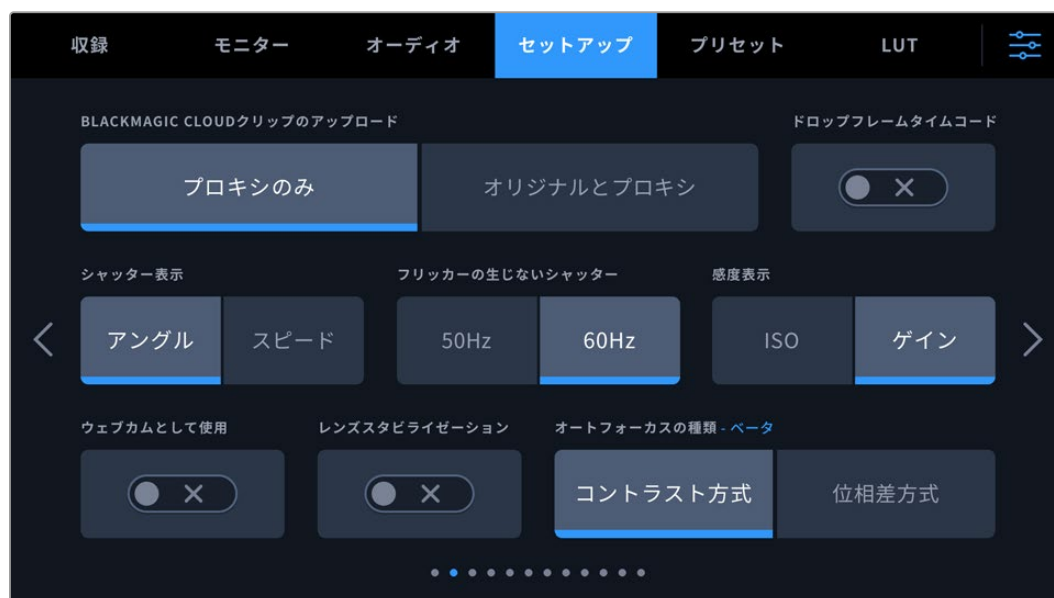 収録 モニター オーディオ セットアップ プリセット LUT
BLACKMAGIC CLOUDクリップのアップロード ドロップフレームタイムコード
プロキシのみ オリジナルとプロキシ
シャッター表示 フリッカーの生じないシャッター 感度表示
アングル スピード 50Hz 60Hz ISO ゲイン
ウェブカムとして使用 レンズスタビライゼーション オートフォーカスの種類 - ベータ
コントラスト方式 位相差方式